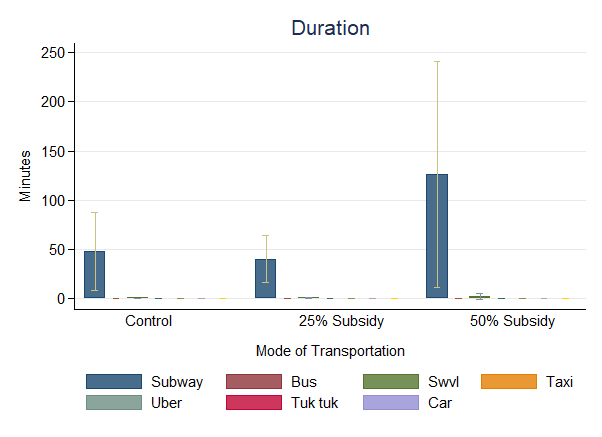 Duration
250
200
150
100
50
0
Minutes
Control 25% Subsidy 50% Subsidy
Mode of Transportation
Subway Bus Swvl Taxi
Uber Tuk tuk Car